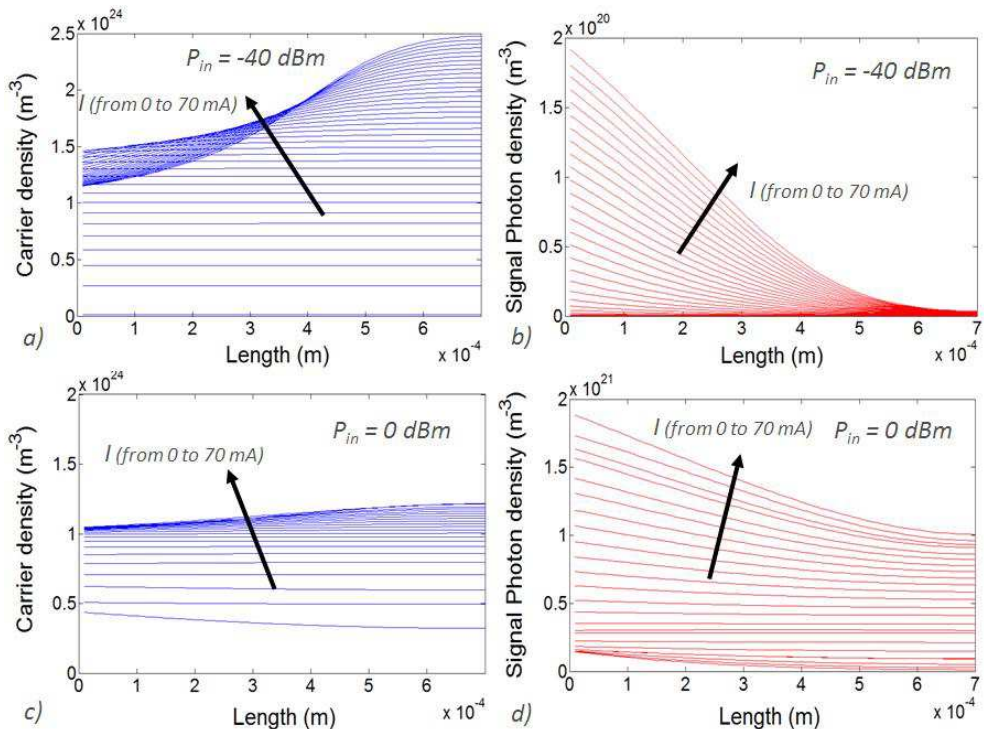 x 10^24
2.5
2
1.5
1
0.5
0
P_in = -40 dBm
I (from 0 to 70 mA)
Carrier density (m^-3)
0 1 2 3 4 5 6
Length (m)
x 10^-4
a)
x 10^20
2
1.5
1
0.5
0
P_in = -40 dBm
I (from 0 to 70 mA)
Signal Photon density (m^-3)
0 1 2 3 4 5 6 7
Length (m)
x 10^-4
b)
x 10^24
2
1.5
1
0.5
0
P_in = 0 dBm
I (from 0 to 70 mA)
Carrier density (m^-3)
0 1 2 3 4 5 6
Length (m)
x 10^-4
c)
x 10^21
2
1.5
1
0.5
0
I (from 0 to 70 mA)
P_in = 0 dBm
Signal Photon density (m^-3)
0 1 2 3 4 5 6 7
Length (m)
x 10^-4
d)